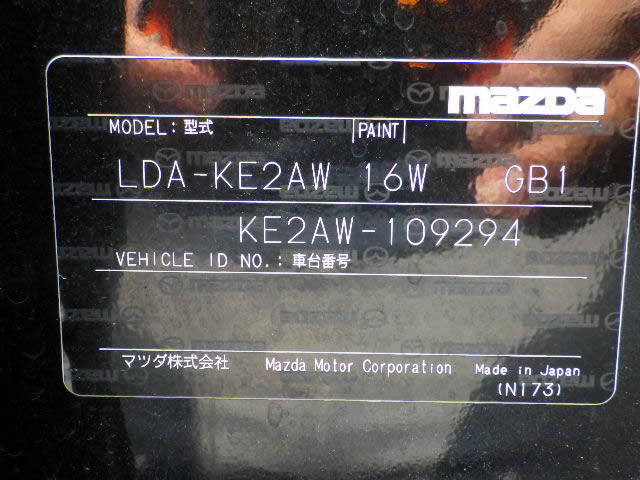 mazda
MODEL: 型式 PAINT
LDA-KE2AW 16W GB1
KE2AW-109294
VEHICLE ID NO.: 車台番号
マツダ株式会社 Mazda Motor Corporation Made in Japan
(N173)